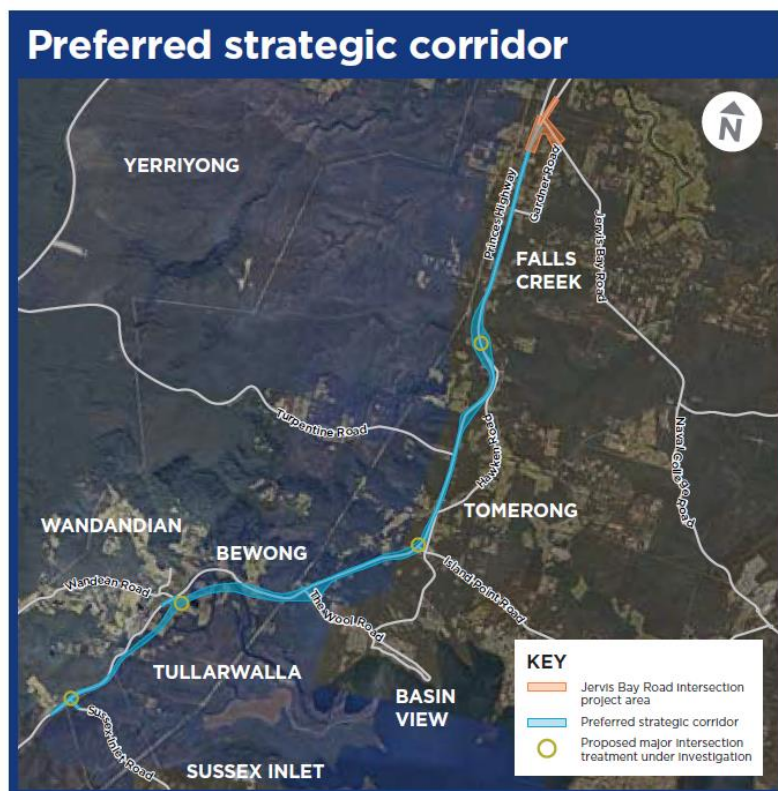 Preferred strategic corridor
N
YERRIYONG
Princes Highway
Gardner Road
Jervis Bay Road
FALLS
CREEK
Turpentine Road
Hawken Road
Naval College Road
WANDANDIAN
TOMERONG
BEWONG
Wandean Road
Island Point Road
The Wool Road
TULLARWALLA
BASIN
VIEW
Sussex Inlet Road
SUSSEX INLET
KEY
Jervis Bay Road intersection
project area
Preferred strategic corridor
Proposed major intersection
treatment under investigation